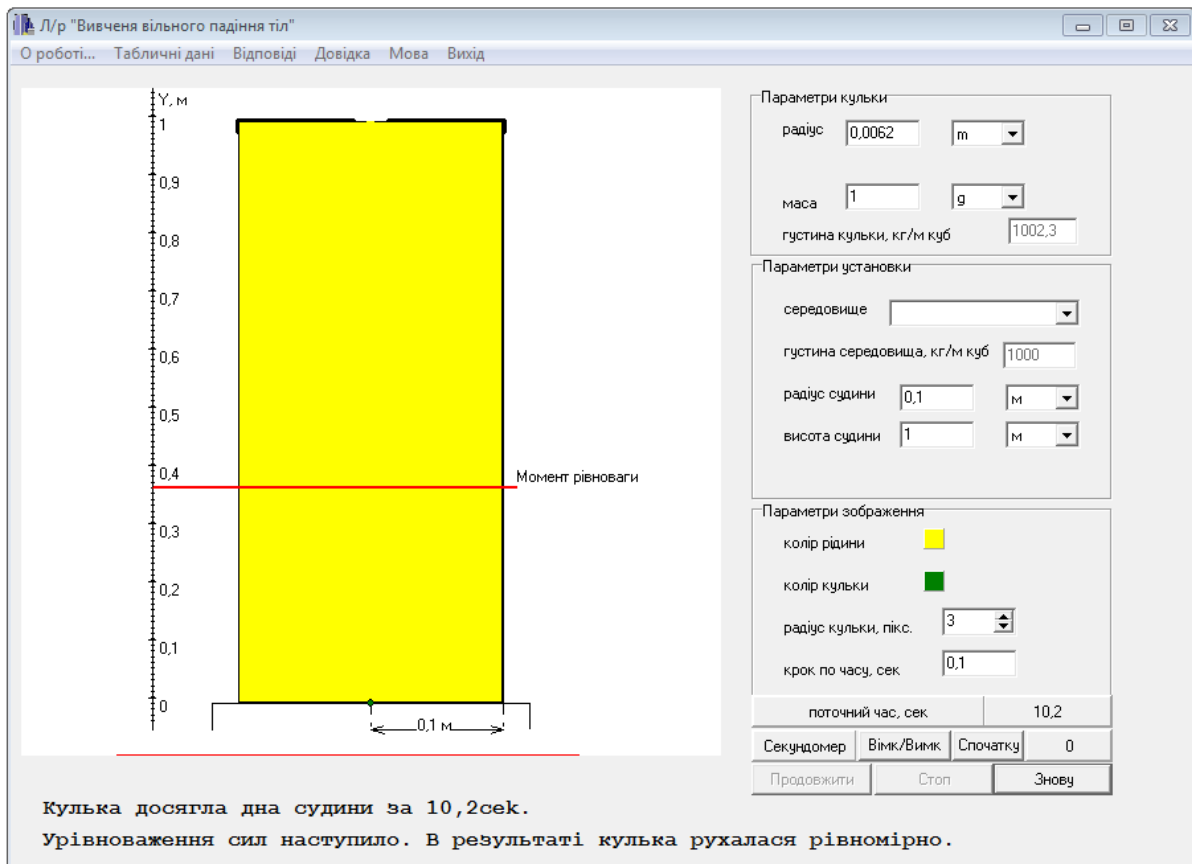 Л/р "Вивченя вільного падіння тіл"
О роботі... Табличні дані Відповіді Довідка Мова Вихід
Y, м
1
0,9
0,8
0,7
0,6
0,5
0,4
0,3
0,2
0,1
0
Момент рівноваги
0,1 м
Параметри кульки
радіус 0,0062 m
маса 1 g
густина кульки, кг/м куб 1002,3
Параметри установки
середовище
густина середовища, кг/м куб 1000
радіус судини 0,1 м
висота судини 1 м
Параметри зображення
колір рідини
колір кульки
радіус кульки, пікс. 3
крок по часу, сек 0,1
поточний час, сек 10,2
Секундомер Вімк/Вимк Спочатку 0
Продовжити Стоп Знову
Кулька досягла дна судини за 10,2сек.
Урівноваження сил наступило. В результаті кулька рухалася рівномірно.